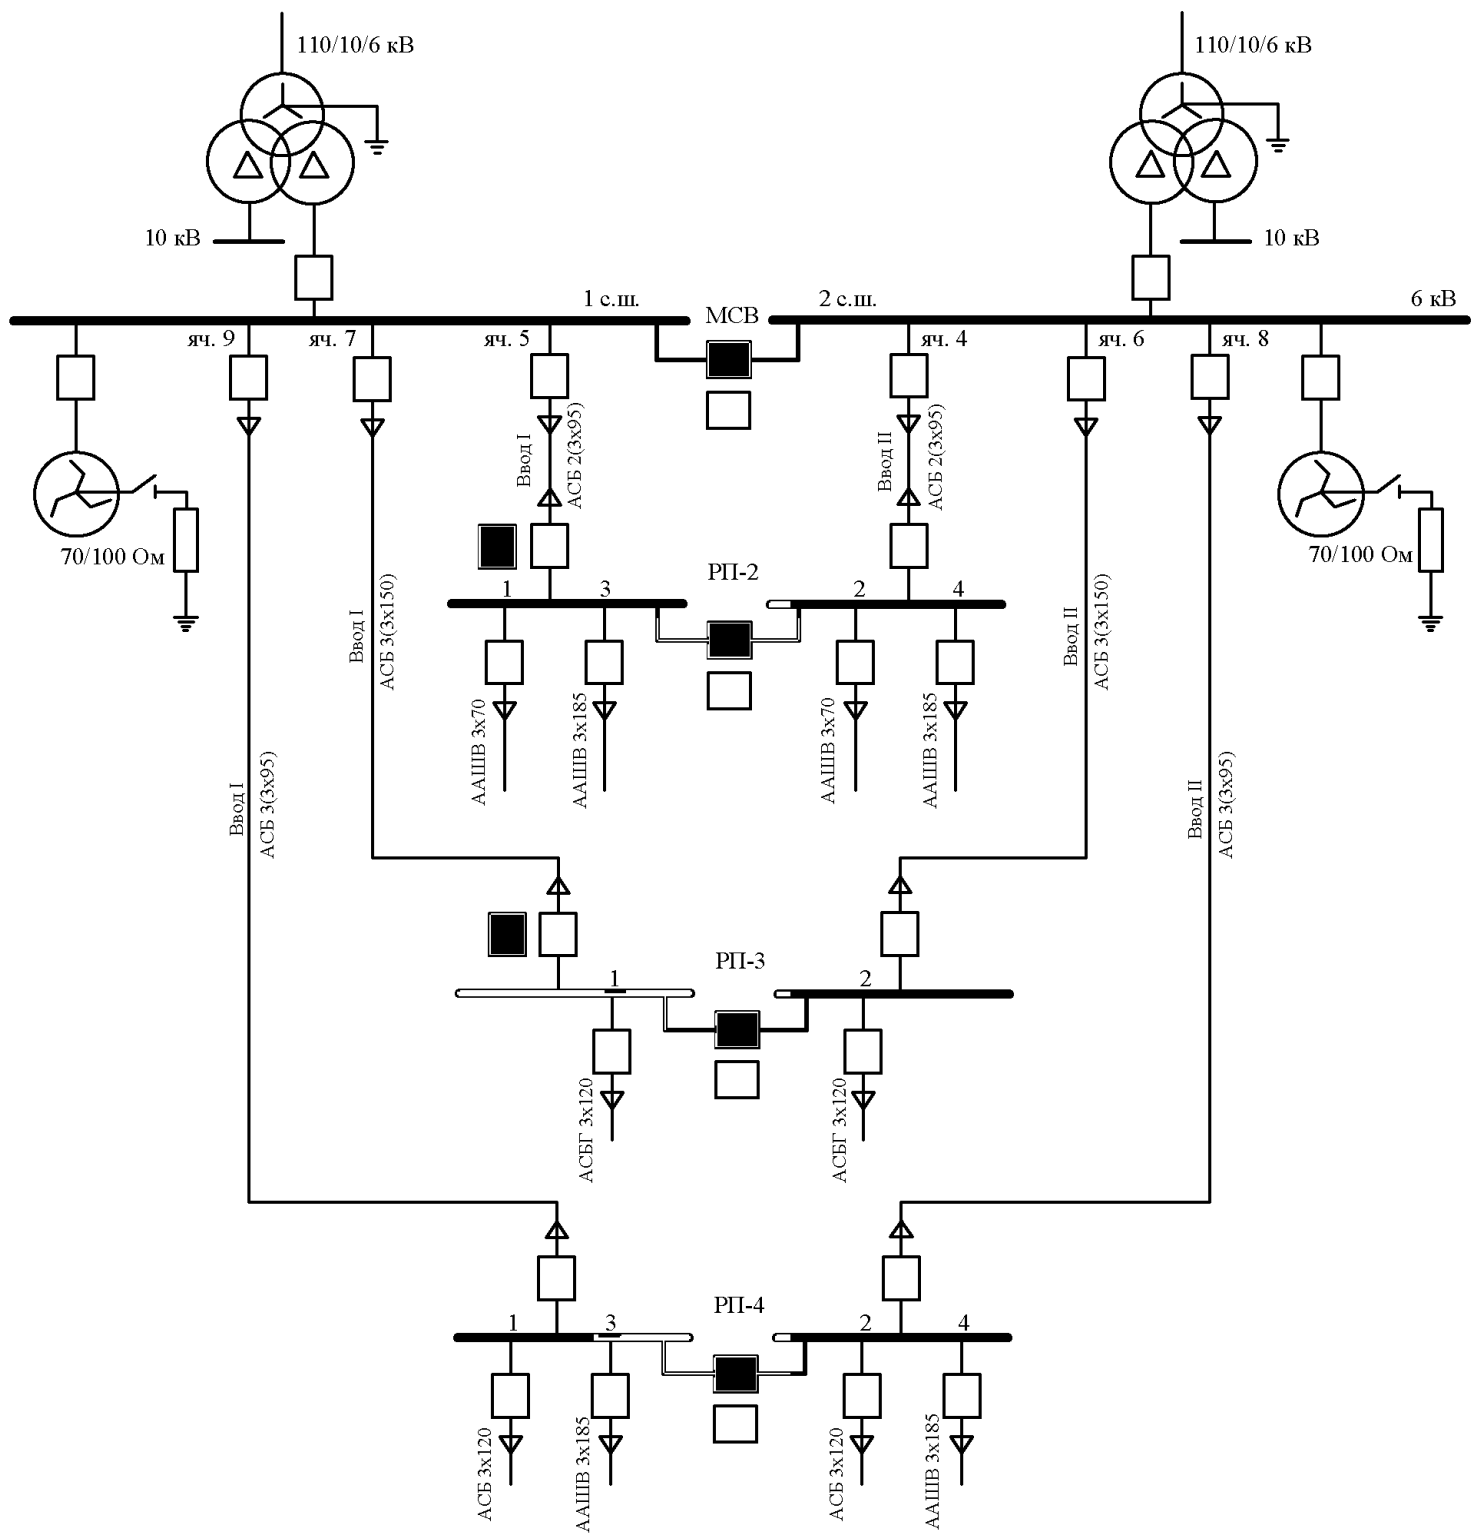 110/10/6 кВ
110/10/6 кВ
10 кВ
10 кВ
1 с.ш.
МСВ
2 с.ш.
6 кВ
яч. 9
яч. 7
яч. 5
яч. 4
яч. 6
яч. 8
Ввод I
АСБ 2(3х95)
Ввод II
АСБ 2(3х95)
70/100 Ом
70/100 Ом
РП-2
1
3
2
4
Ввод I
АСБ 3(3х150)
Ввод II
АСБ 3(3х150)
ААШВ 3х70
ААШВ 3х185
ААШВ 3х70
ААШВ 3х185
Ввод I
АСБ 3(3х95)
Ввод II
АСБ 3(3х95)
РП-3
1
2
АСБГ 3х120
АСБГ 3х120
РП-4
1
3
2
4
АСБ 3х120
ААШВ 3х185
АСБ 3х120
ААШВ 3х185